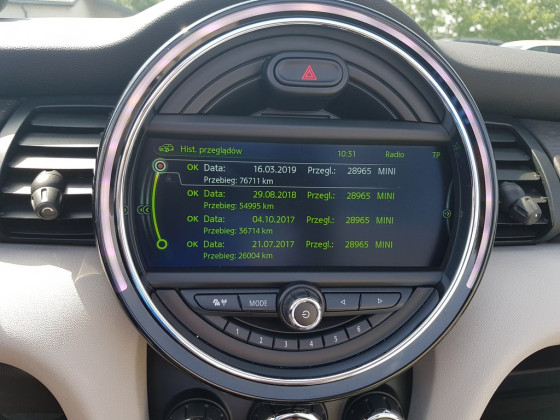 Hist. przeglądów 10:31 Radio TP
OK Data: 16.03.2019 Przegl.: 28965 MINI
Przebieg: 76711 km
OK Data: 29.08.2018 Przegl.: 28965 MINI
Przebieg: 54995 km
OK Data: 04.10.2017 Przegl.: 28965 MINI
Przebieg: 36714 km
OK Data: 21.07.2017 Przegl.: 28965 MINI
Przebieg: 26004 km
MODE
1 2 3 4 5 6